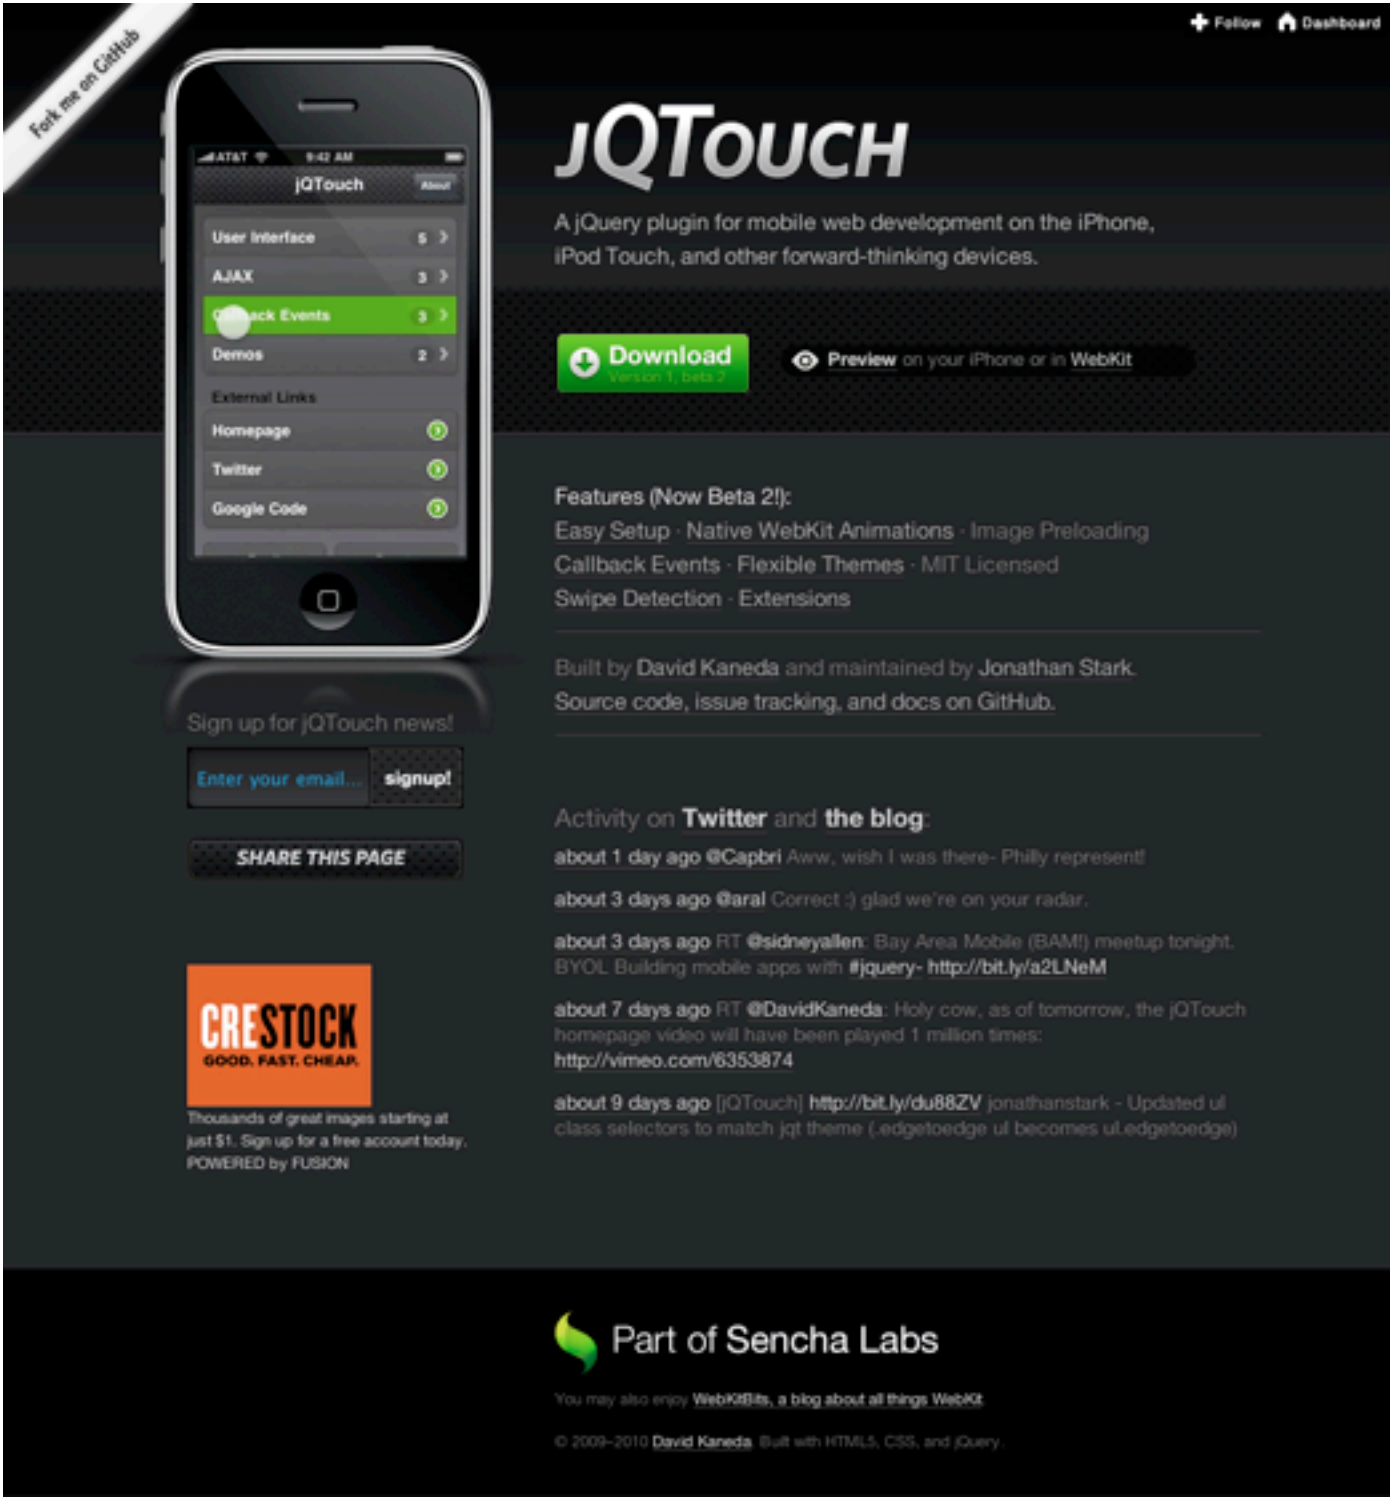 Fork me on GitHub
Follow
Dashboard
AT&T
9:42 AM
jQTouch
About
User Interface 5
AJAX 3
Callback Events 3
Demos 2
External Links
Homepage
Twitter
Google Code
jQTouch
A jQuery plugin for mobile web development on the iPhone,
iPod Touch, and other forward-thinking devices.
Download
Version 1, beta 2
Preview on your iPhone or in WebKit
Features (Now Beta 2!):
Easy Setup · Native WebKit Animations · Image Preloading
Callback Events · Flexible Themes · MIT Licensed
Swipe Detection · Extensions
Built by David Kaneda and maintained by Jonathan Stark.
Source code, issue tracking, and docs on GitHub.
Sign up for jQTouch news!
Enter your email...
signup!
SHARE THIS PAGE
CRESTOCK
GOOD. FAST. CHEAP.
Thousands of great images starting at
just $1. Sign up for a free account today.
POWERED by FUSION
Activity on Twitter and the blog:
about 1 day ago @Capbri Aww, wish I was there- Philly represent!
about 3 days ago @aral Correct :) glad we're on your radar.
about 3 days ago RT @sidneyallen: Bay Area Mobile (BAM!) meetup tonight.
BYOL Building mobile apps with #jquery- http://bit.ly/a2LNeM
about 7 days ago RT @DavidKaneda: Holy cow, as of tomorrow, the jQTouch
homepage video will have been played 1 million times:
http://vimeo.com/6353874
about 9 days ago [jQTouch] http://bit.ly/du88ZV jonathanstark - Updated ul
class selectors to match jqt theme (.edgetoedge ul becomes ul.edgetoedge)
Part of Sencha Labs
You may also enjoy WebKitBits, a blog about all things WebKit.
© 2009–2010 David Kaneda. Built with HTML5, CSS, and jQuery.